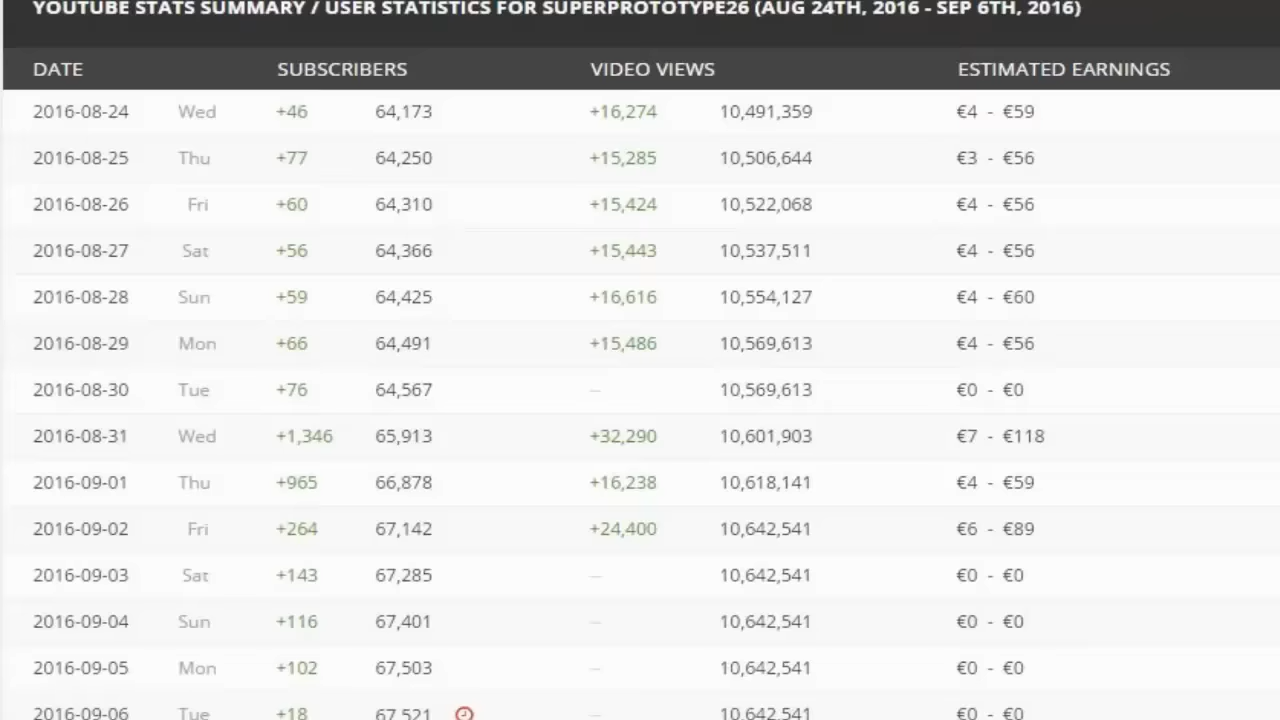 YOUTUBE STATS SUMMARY / USER STATISTICS FOR SUPERPROTOTYPE26 (AUG 24TH, 2016 - SEP 6TH, 2016)
DATE SUBSCRIBERS VIDEO VIEWS ESTIMATED EARNINGS
2016-08-24 Wed +46 64,173 +16,274 10,491,359 €4 - €59
2016-08-25 Thu +77 64,250 +15,285 10,506,644 €3 - €56
2016-08-26 Fri +60 64,310 +15,424 10,522,068 €4 - €56
2016-08-27 Sat +56 64,366 +15,443 10,537,511 €4 - €56
2016-08-28 Sun +59 64,425 +16,616 10,554,127 €4 - €60
2016-08-29 Mon +66 64,491 +15,486 10,569,613 €4 - €56
2016-08-30 Tue +76 64,567 -- 10,569,613 €0 - €0
2016-08-31 Wed +1,346 65,913 +32,290 10,601,903 €7 - €118
2016-09-01 Thu +965 66,878 +16,238 10,618,141 €4 - €59
2016-09-02 Fri +264 67,142 +24,400 10,642,541 €6 - €89
2016-09-03 Sat +143 67,285 -- 10,642,541 €0 - €0
2016-09-04 Sun +116 67,401 -- 10,642,541 €0 - €0
2016-09-05 Mon +102 67,503 -- 10,642,541 €0 - €0
2016-09-06 Tue +18 67,521 -- 10,642,541 €0 - €0